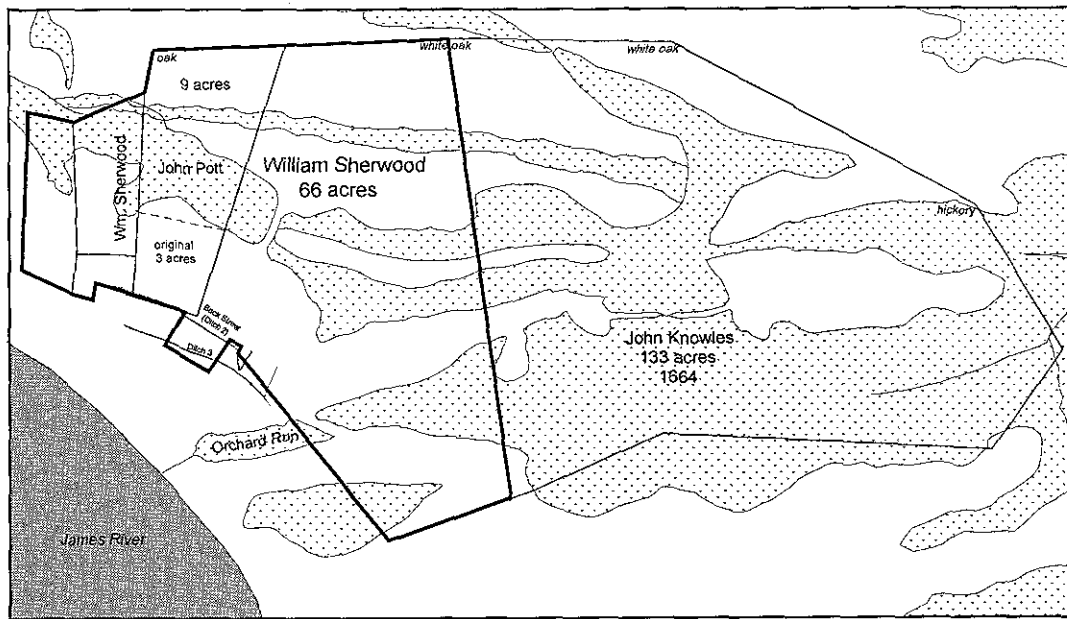 oak
white oak
white oak
9 acres
Wm. Sherwood
John Pott
William Sherwood
66 acres
hickory
original
3 acres
Back Street
(Ditch 2)
Ditch 3
John Knowles
133 acres
1664
Orchard Run
James River